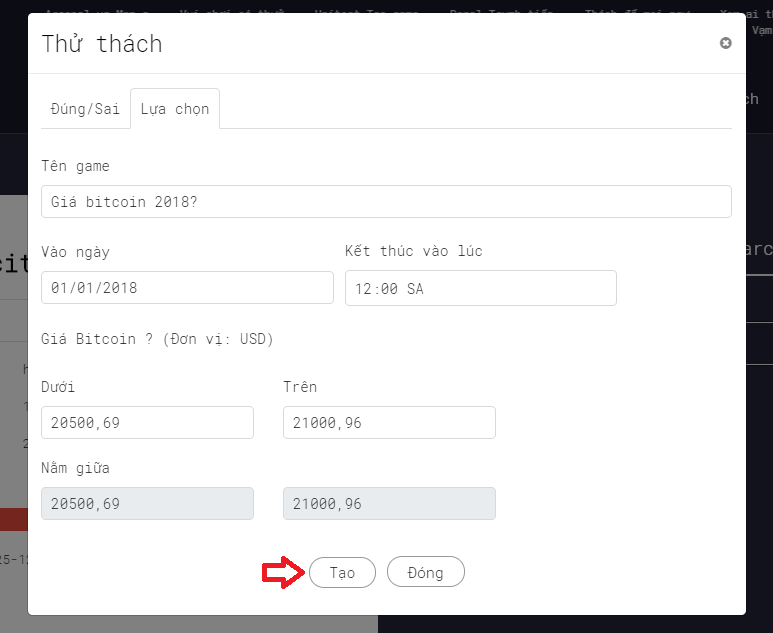 Thử thách
Đúng/Sai Lựa chọn
Tên game
Giá bitcoin 2018?
Vào ngày Kết thúc vào lúc
01/01/2018 12:00 SA
Giá Bitcoin ? (Đơn vị: USD)
Dưới Trên
20500,69 21000,96
Nằm giữa
20500,69 21000,96
Tạo Đóng